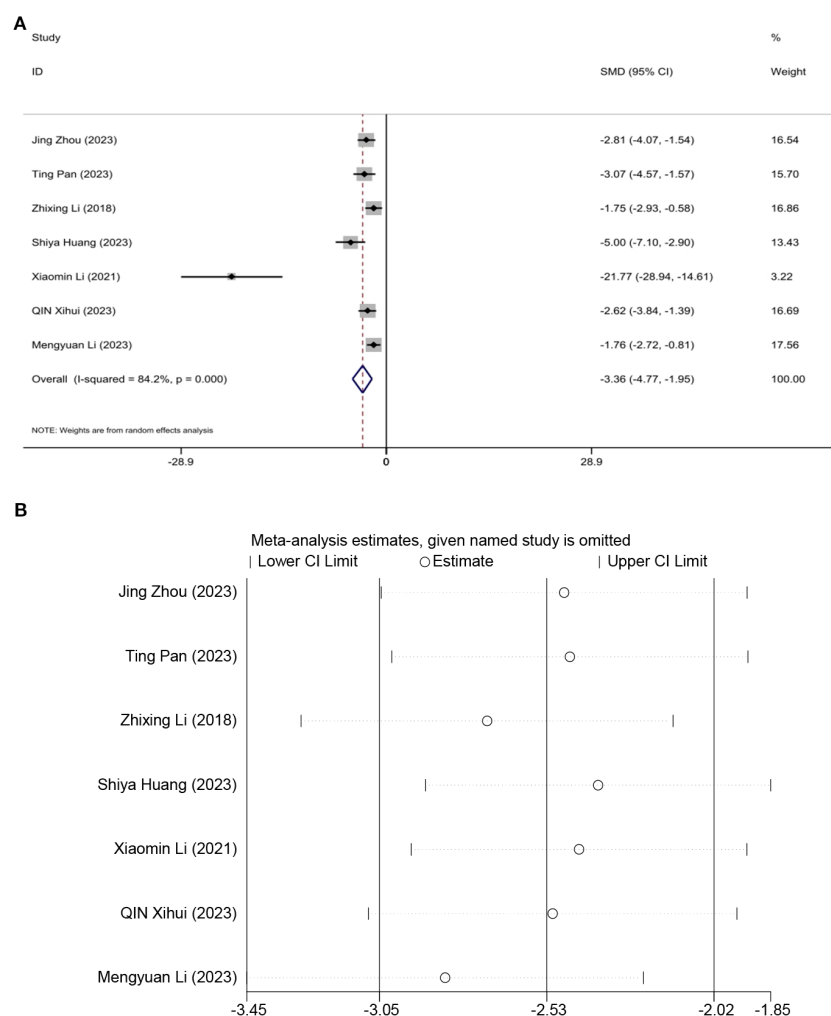 A
Study %
ID SMD (95% CI) Weight
Jing Zhou (2023) -2.81 (-4.07, -1.54) 16.54
Ting Pan (2023) -3.07 (-4.57, -1.57) 15.70
Zhixing Li (2018) -1.75 (-2.93, -0.58) 16.86
Shiya Huang (2023) -5.00 (-7.10, -2.90) 13.43
Xiaomin Li (2021) -21.77 (-28.94, -14.61) 3.22
QIN Xihui (2023) -2.62 (-3.84, -1.39) 16.69
Mengyuan Li (2023) -1.76 (-2.72, -0.81) 17.56
Overall (I-squared = 84.2%, p = 0.000) -3.36 (-4.77, -1.95) 100.00
NOTE: Weights are from random effects analysis
-28.9 0 28.9
B
Meta-analysis estimates, given named study is omitted
Lower CI Limit Estimate Upper CI Limit
Jing Zhou (2023)
Ting Pan (2023)
Zhixing Li (2018)
Shiya Huang (2023)
Xiaomin Li (2021)
QIN Xihui (2023)
Mengyuan Li (2023)
-3.45 -3.05 -2.53 -2.02 -1.85